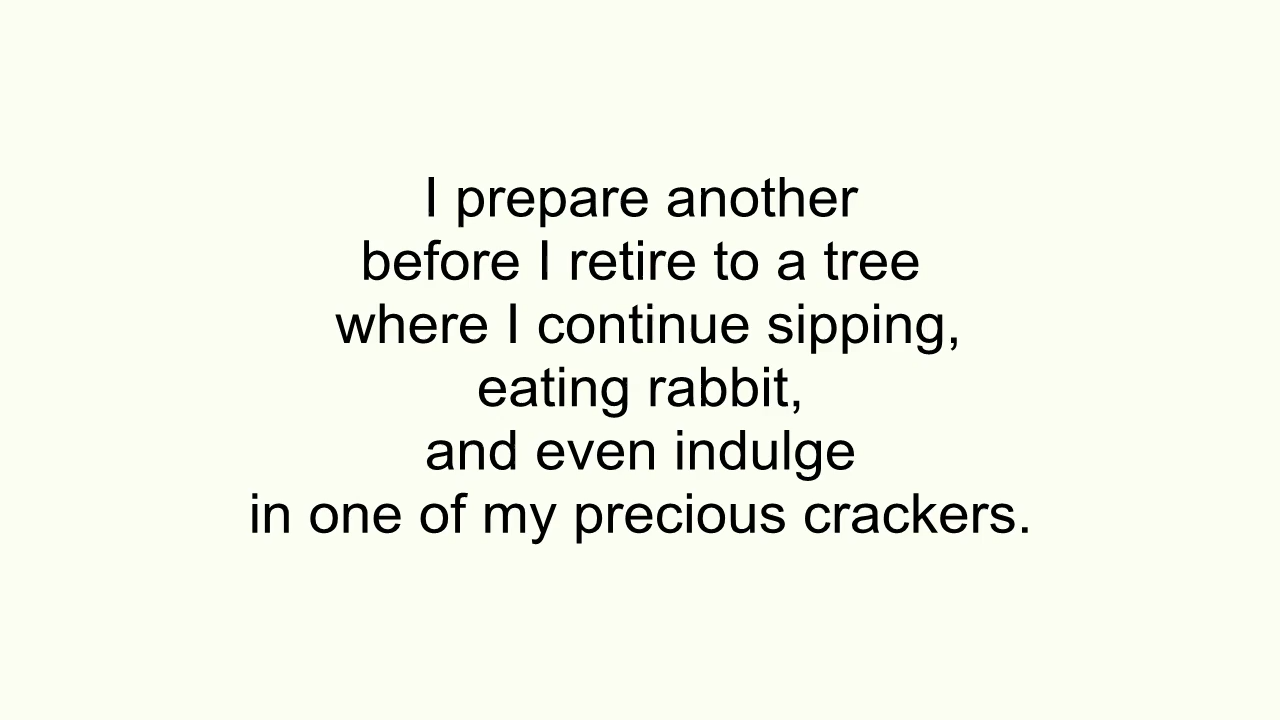 I prepare another
before I retire to a tree
where I continue sipping,
eating rabbit,
and even indulge
in one of my precious crackers.